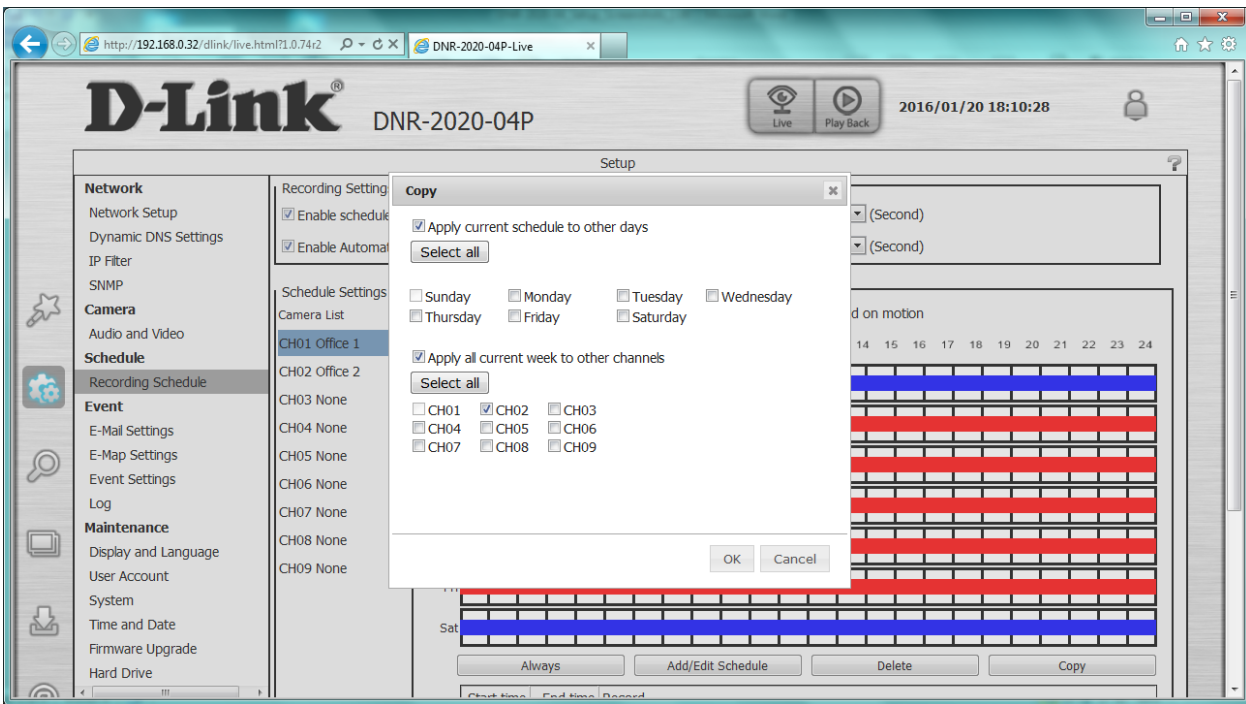 http://192.168.0.32/dlink/live.html?1.0.74r2
DNR-2020-04P-Live
D-Link®
DNR-2020-04P
Live
Play Back
2016/01/20 18:10:28
Setup
?
Network
Network Setup
Dynamic DNS Settings
IP Filter
SNMP
Camera
Audio and Video
Schedule
Recording Schedule
Event
E-Mail Settings
E-Map Settings
Event Settings
Log
Maintenance
Display and Language
User Account
System
Time and Date
Firmware Upgrade
Hard Drive
Recording Setting
Enable schedule
(Second)
Enable Automat
(Second)
Schedule Settings
Camera List
CH01 Office 1
CH02 Office 2
CH03 None
CH04 None
CH05 None
CH06 None
CH07 None
CH08 None
CH09 None
Copy
Apply current schedule to other days
Select all
Sunday Monday Tuesday Wednesday
Thursday Friday Saturday
Apply all current week to other channels
Select all
CH01 CH02 CH03
CH04 CH05 CH06
CH07 CH08 CH09
OK Cancel
d on motion
14 15 16 17 18 19 20 21 22 23 24
Sat
Always Add/Edit Schedule Delete Copy
Start time End time Record